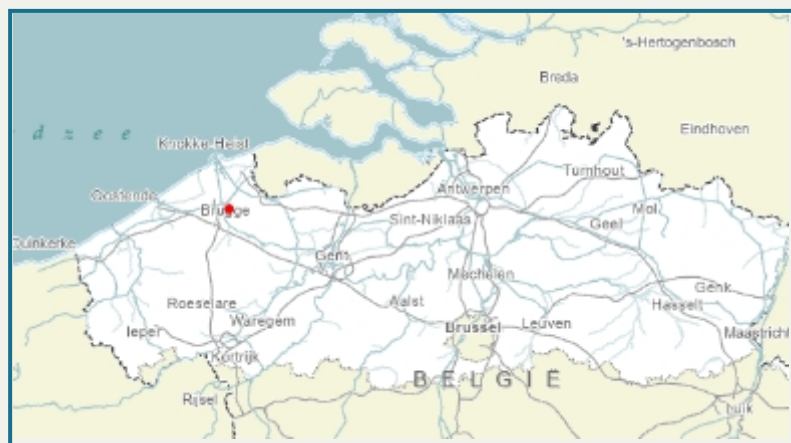 's-Hertogenbosch
Breda
Eindhoven
d z e e
Knokke-Heist
Turnhout
Antwerpen
Oostende
Mol
Brugge
Sint-Niklaas
Geel
Duinkerke
Gent
Mechelen
Genk
Roeselare
Aalst
Hasselt
Waregem
Brussel
Leuven
Ieper
Maastricht
Kortrijk
BELGIË
Rijsel
Luik